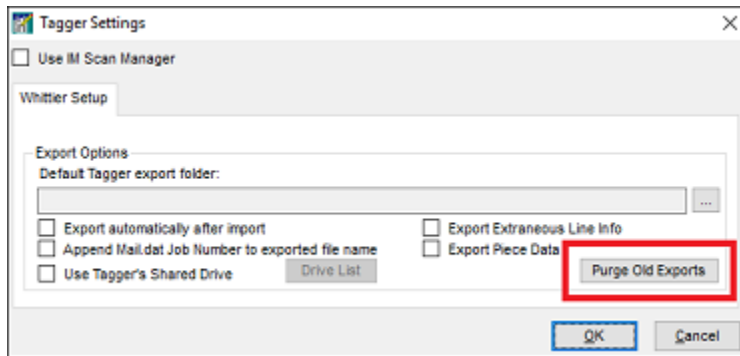 Tagger Settings
Use IM Scan Manager
Whittier Setup
Export Options
Default Tagger export folder:
...
Export automatically after import
Export Extraneous Line Info
Append Mail.dat Job Number to exported file name
Export Piece Data
Use Tagger's Shared Drive
Drive List
Purge Old Exports
OK
Cancel